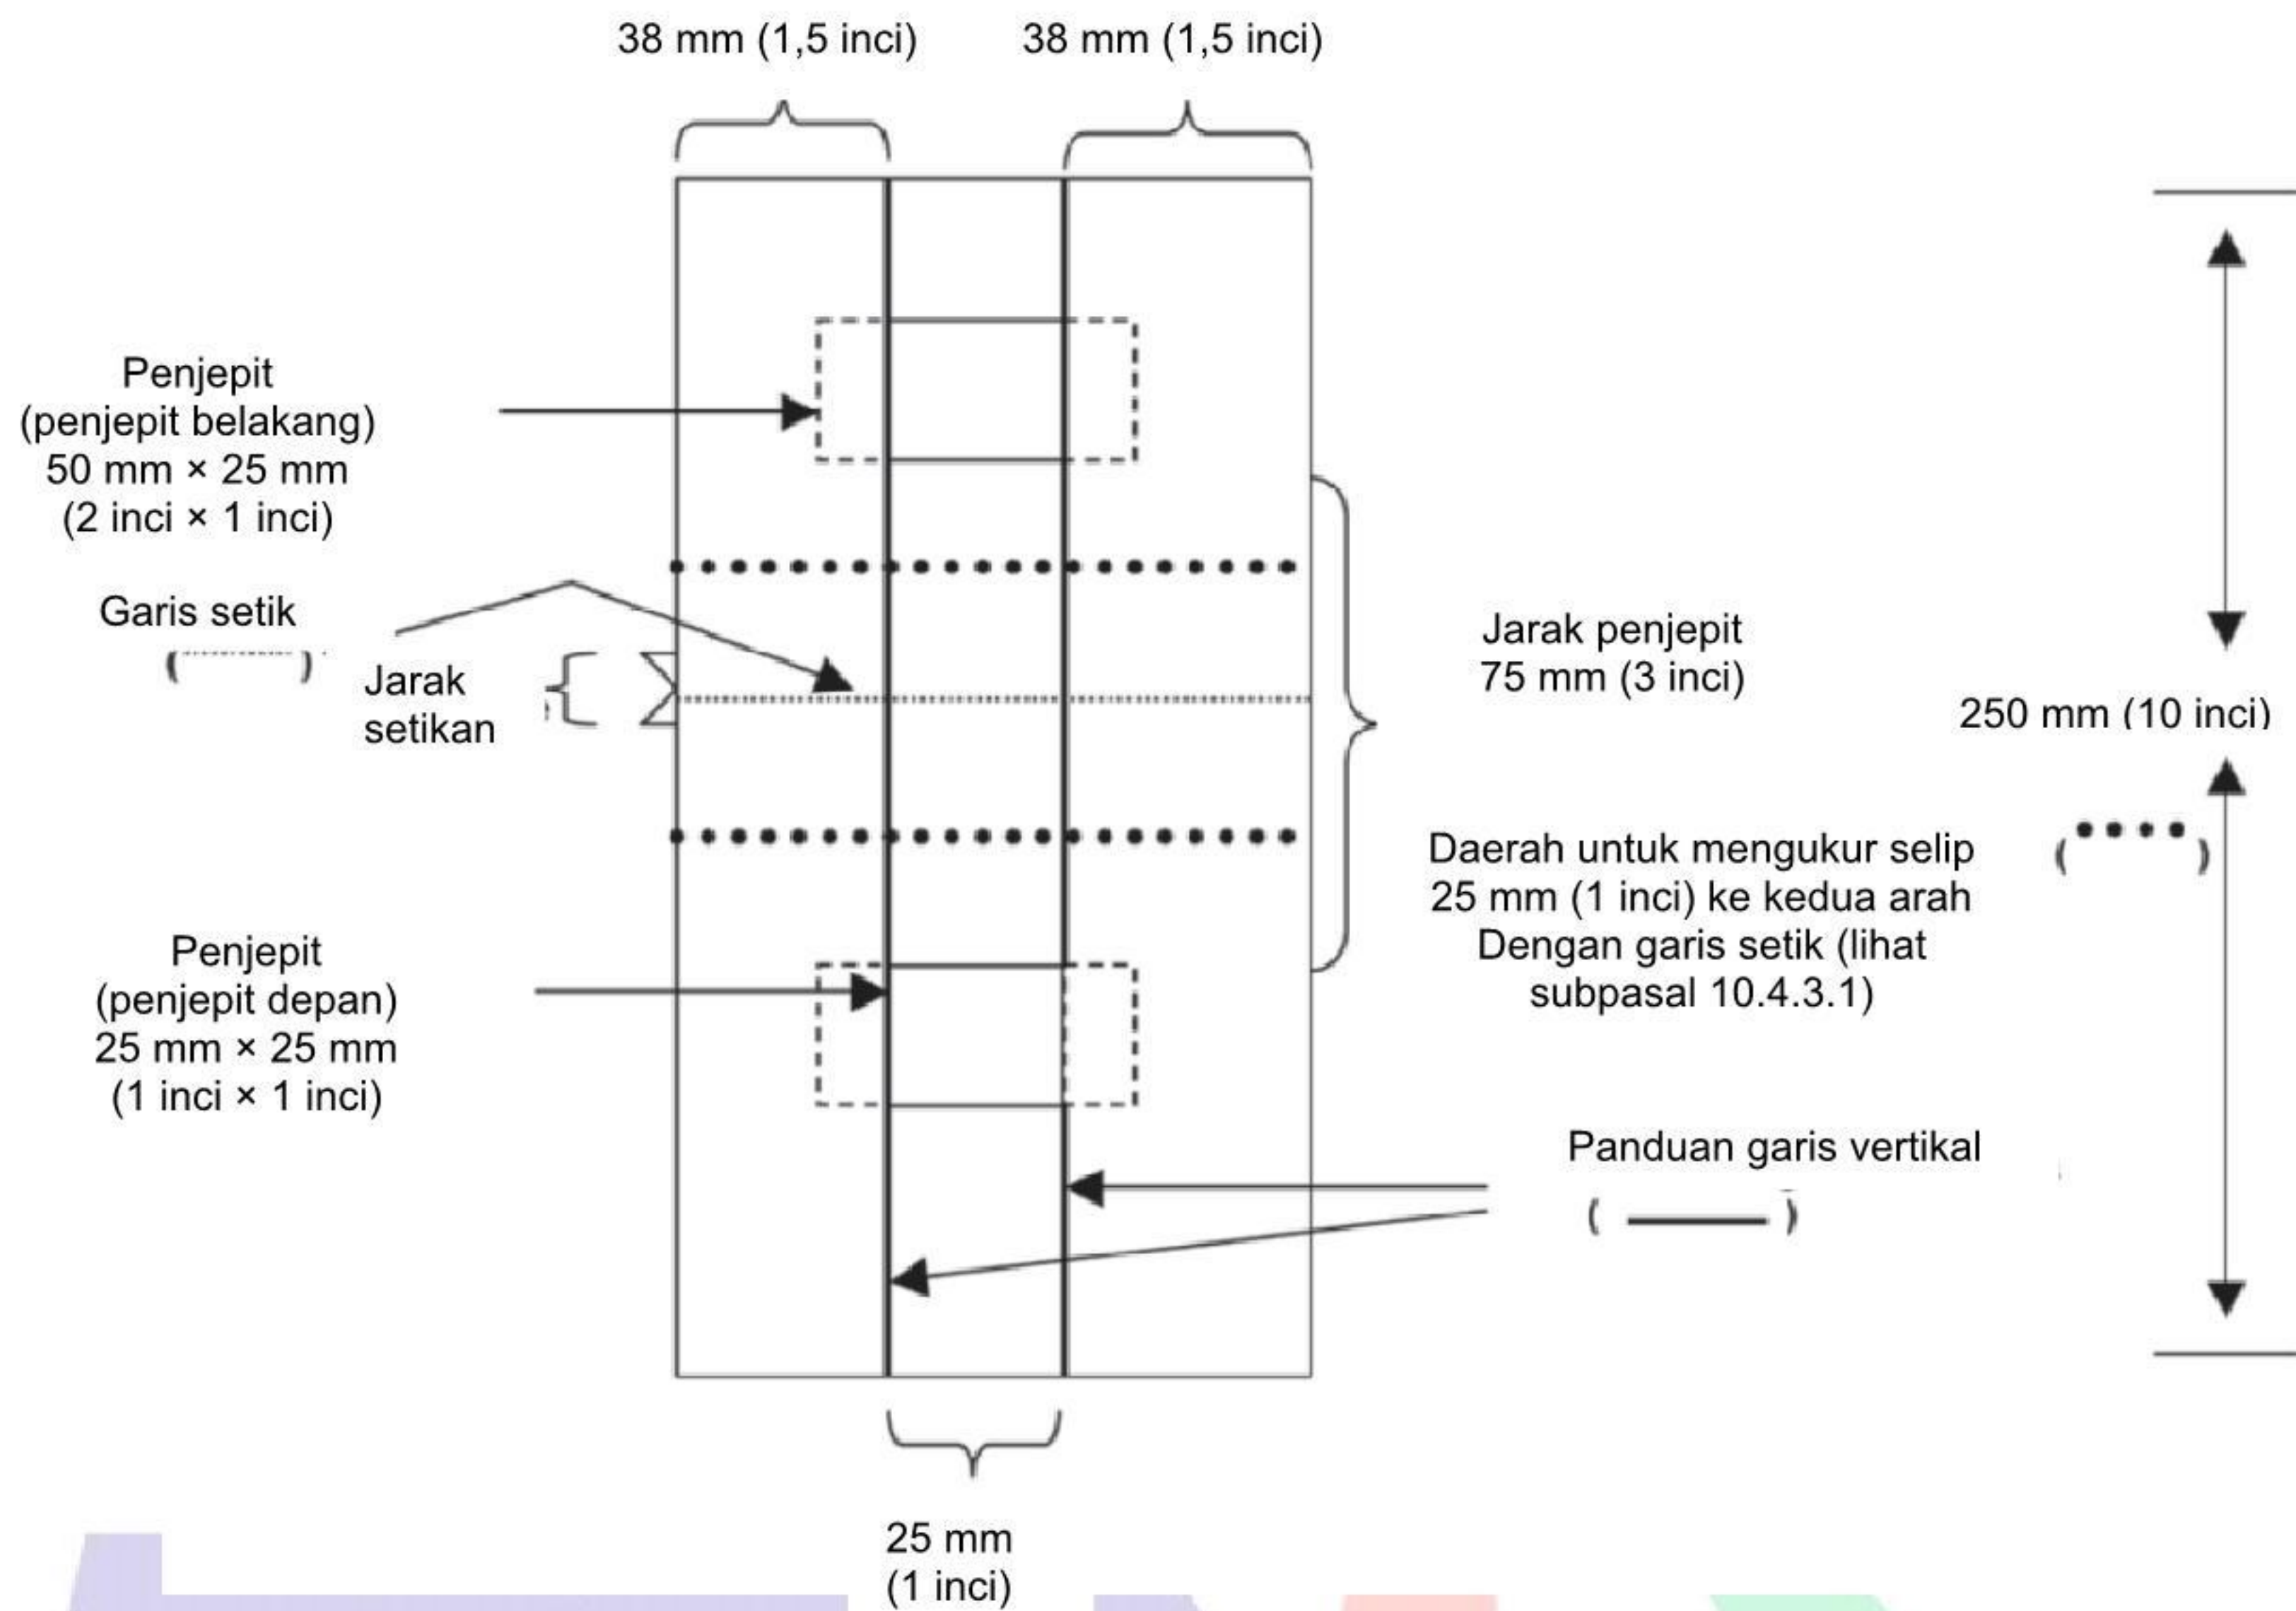 38 mm (1,5 inci)
38 mm (1,5 inci)
Penjepit
(penjepit belakang)
50 mm × 25 mm
(2 inci × 1 inci)
Garis setik
( )
Jarak
setikan
Jarak penjepit
75 mm (3 inci)
250 mm (10 inci)
Daerah untuk mengukur selip
25 mm (1 inci) ke kedua arah
Dengan garis setik (lihat
subpasal 10.4.3.1)
( )
Penjepit
(penjepit depan)
25 mm × 25 mm
(1 inci × 1 inci)
Panduan garis vertikal
( )
25 mm
(1 inci)